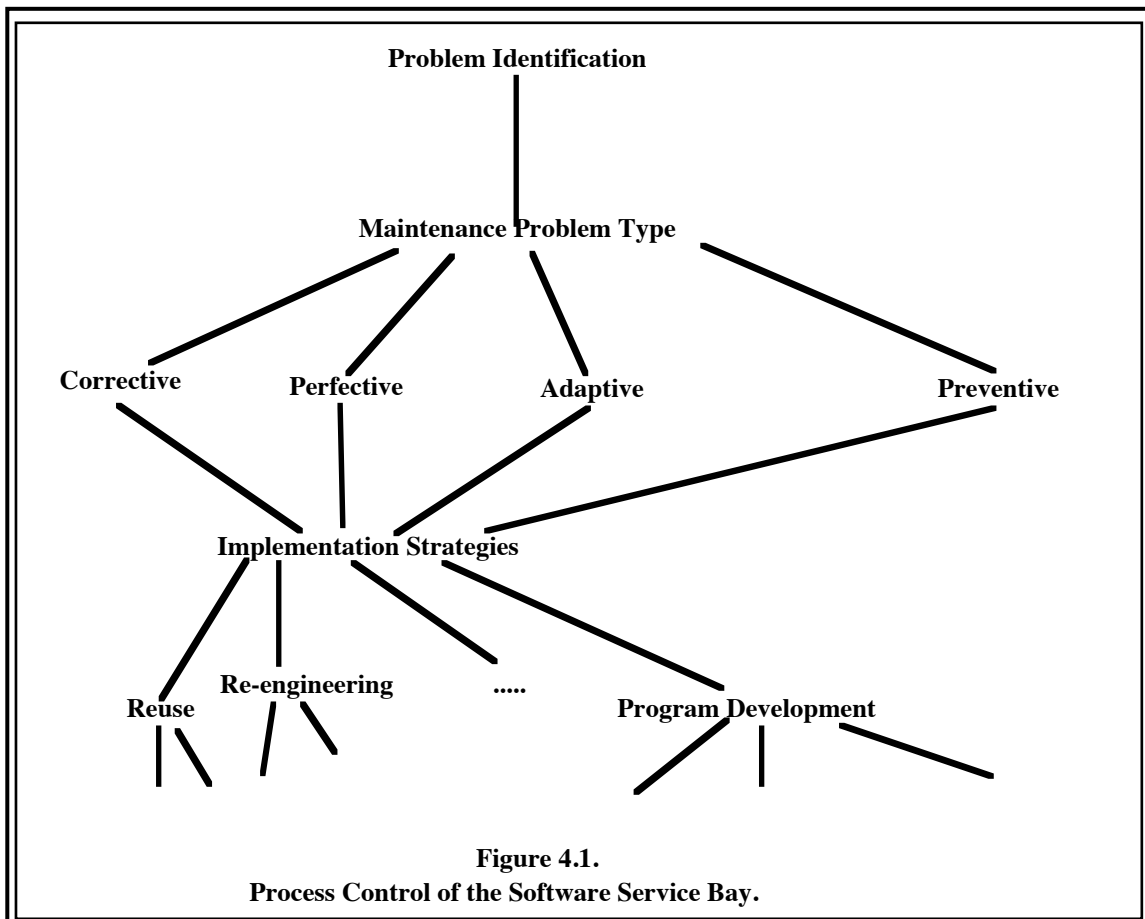 Problem Identification
Maintenance Problem Type
Corrective
Perfective
Adaptive
Preventive
Implementation Strategies
Re-engineering
.....
Reuse
Program Development
Figure 4.1.
Process Control of the Software Service Bay.